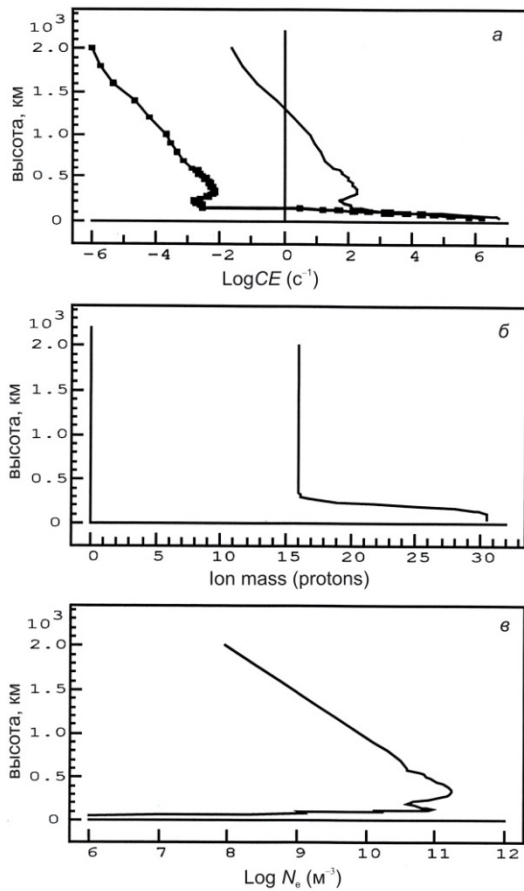 а
10³
2.0
1.5
1.0
0.5
0
высота, км
−6 −4 −2 0 2 4 6
LogCE (с⁻¹)
б
10³
2.0
1.0
0.5
0
высота, км
0 5 10 15 20 25 30
Ion mass (protons)
в
10³
2.0
1.5
1.0
0.5
0
высота, км
6 7 8 9 10 11 12
Log Nₑ (м⁻³)